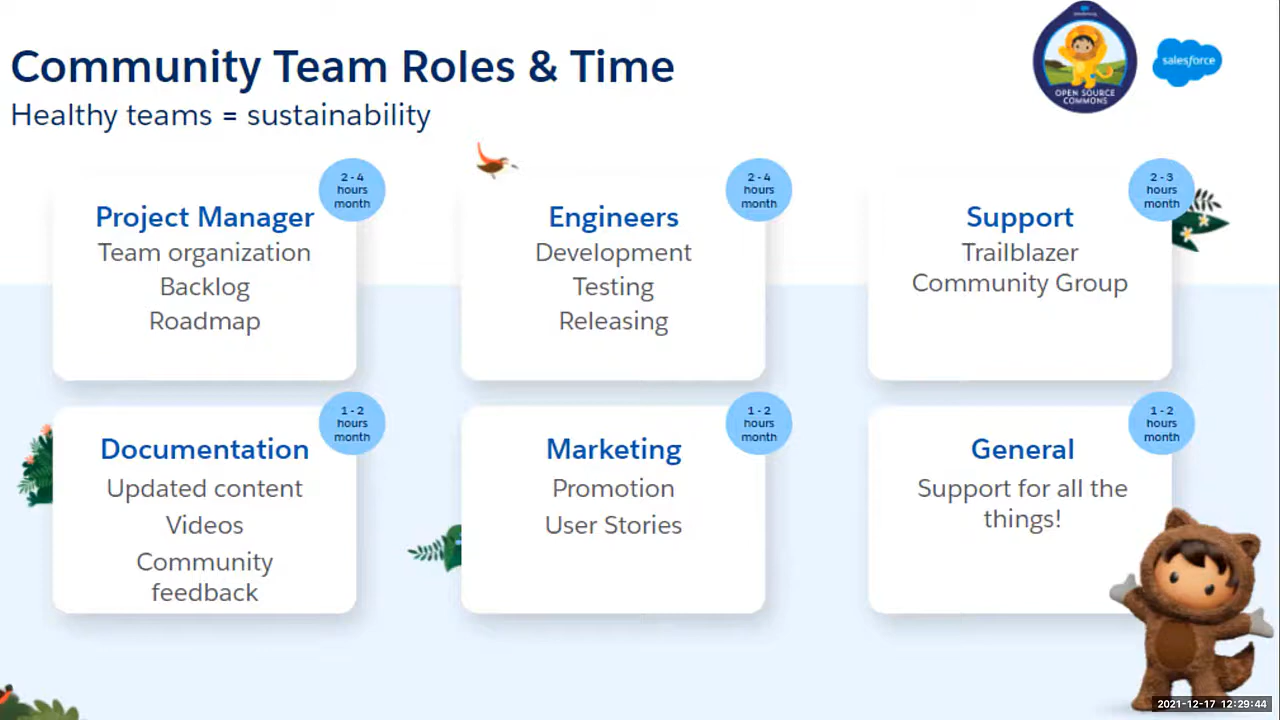 Community Team Roles & Time
Healthy teams = sustainability
salesforce.org
OPEN SOURCE
COMMONS
salesforce
2 - 4
hours
month
Project Manager
Team organization
Backlog
Roadmap
2 - 4
hours
month
Engineers
Development
Testing
Releasing
2 - 3
hours
month
Support
Trailblazer
Community Group
1 - 2
hours
month
Documentation
Updated content
Videos
Community
feedback
1 - 2
hours
month
Marketing
Promotion
User Stories
1 - 2
hours
month
General
Support for all the
things!
2021-12-17 12:29:44